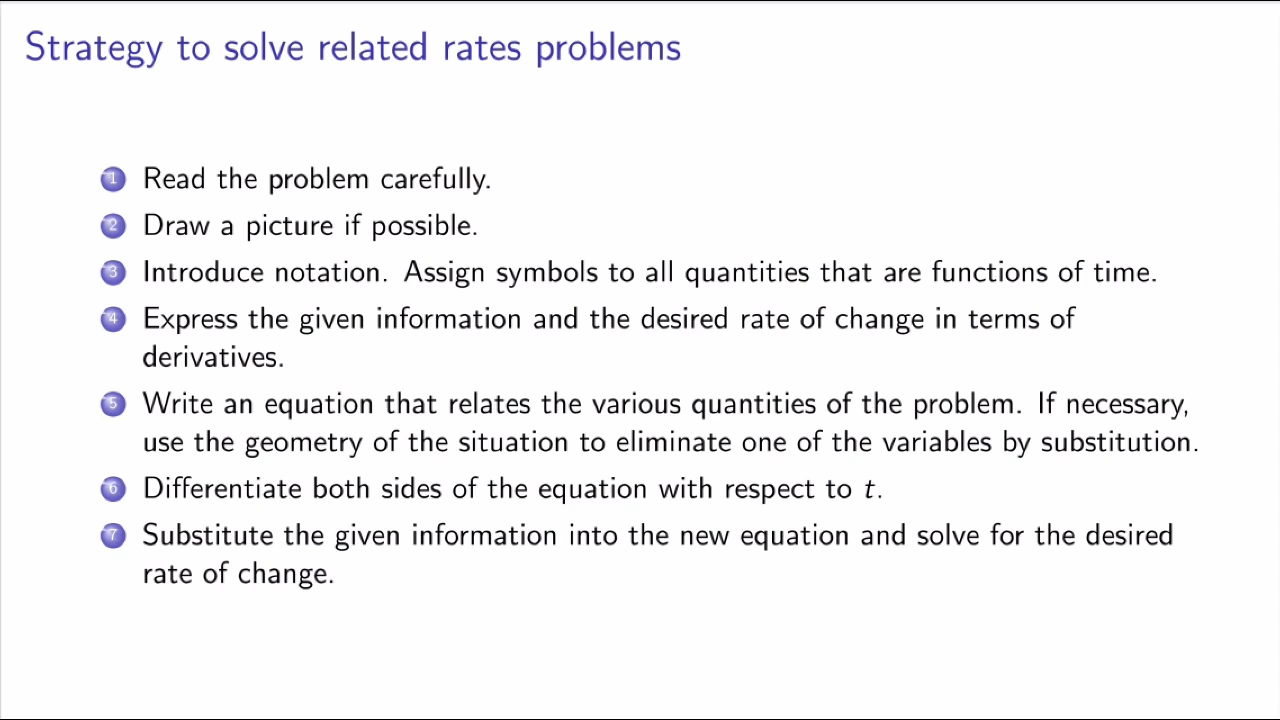 Strategy to solve related rates problems
1 Read the problem carefully.
2 Draw a picture if possible.
3 Introduce notation. Assign symbols to all quantities that are functions of time.
4 Express the given information and the desired rate of change in terms of
derivatives.
5 Write an equation that relates the various quantities of the problem. If necessary,
use the geometry of the situation to eliminate one of the variables by substitution.
6 Differentiate both sides of the equation with respect to t.
7 Substitute the given information into the new equation and solve for the desired
rate of change.